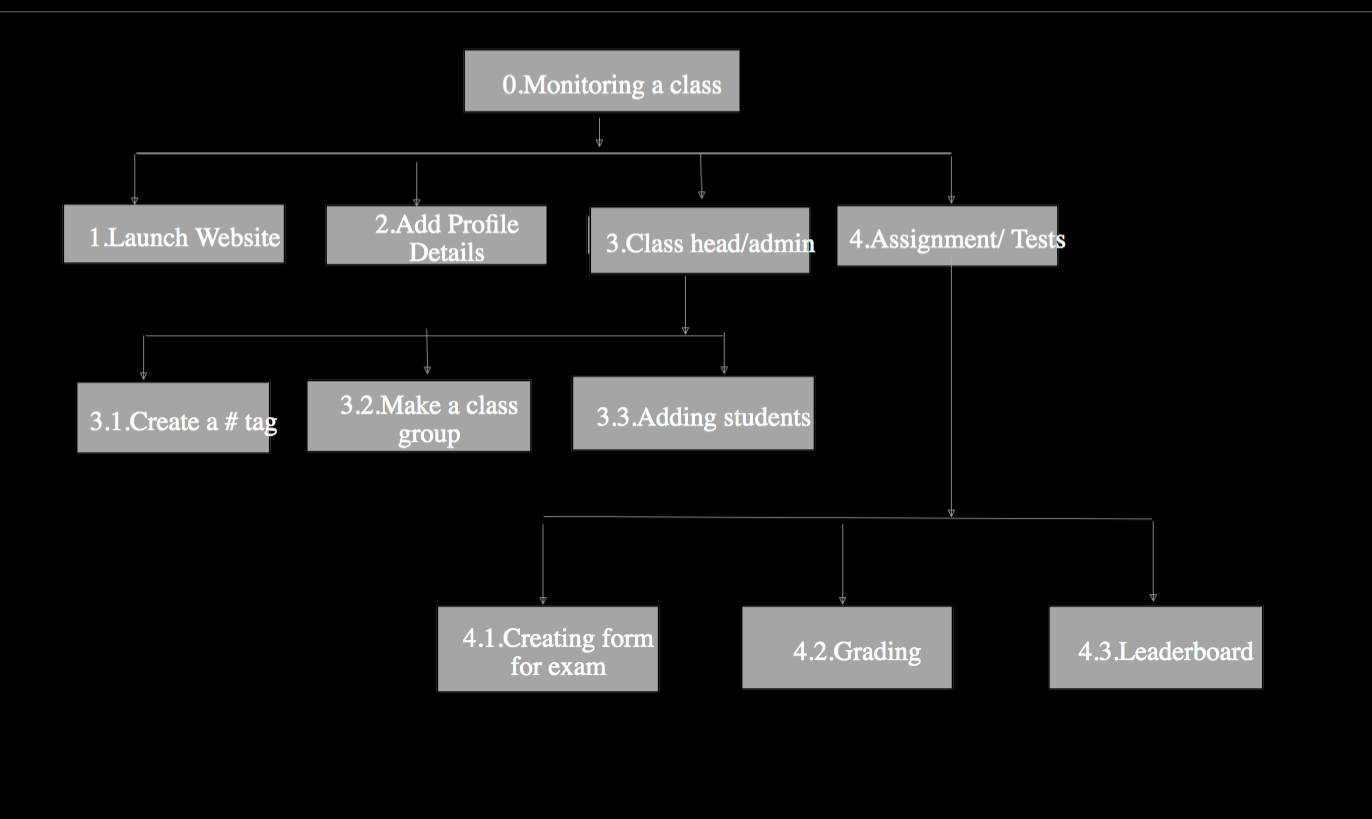 0.Monitoring a class
1.Launch Website
2.Add Profile
Details
3.Class head/admin
4.Assignment/ Tests
3.1.Create a # tag
3.2.Make a class
group
3.3.Adding students
4.1.Creating form
for exam
4.2.Grading
4.3.Leaderboard